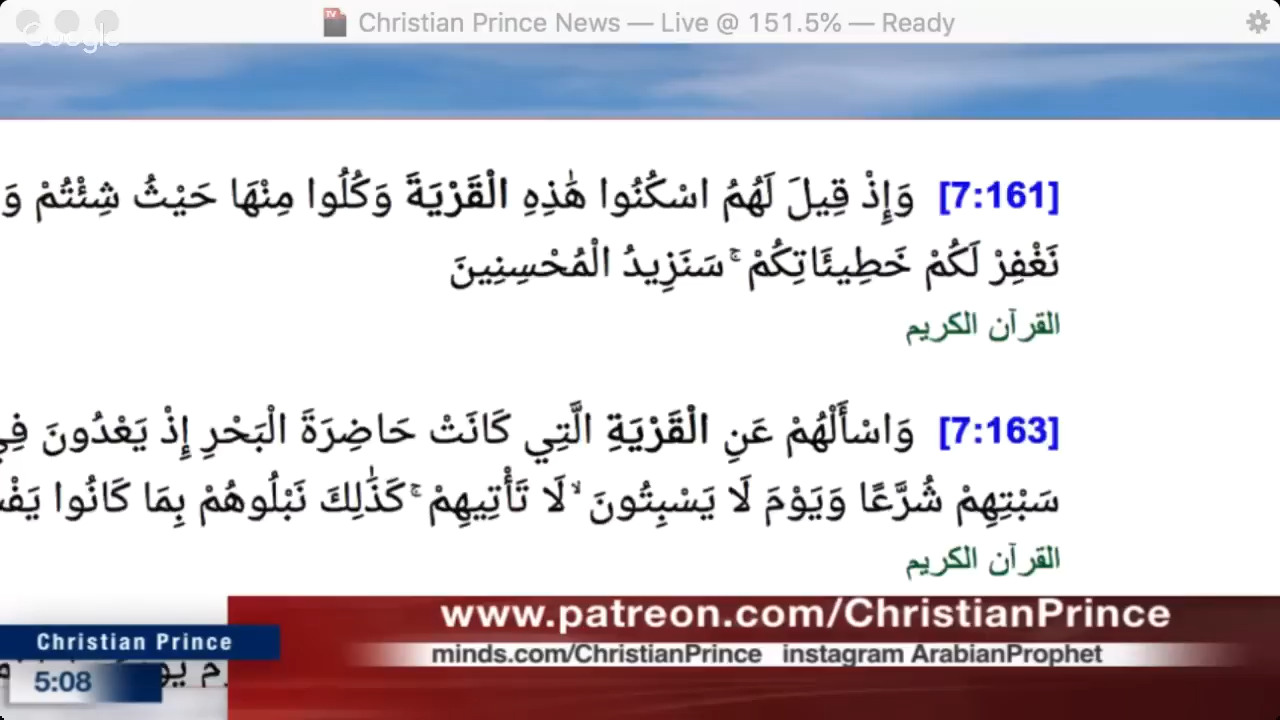 Christian Prince News — Live @ 151.5% — Ready
Google
[7:161] وَإِذْ قِيلَ لَهُمُ اسْكُنُوا هَٰذِهِ الْقَرْيَةَ وَكُلُوا مِنْهَا حَيْثُ شِئْتُمْ وَ
نَغْفِرْ لَكُمْ خَطِيئَاتِكُمْ ۚ سَنَزِيدُ الْمُحْسِنِينَ
القرآن الكريم
[7:163] وَاسْأَلْهُمْ عَنِ الْقَرْيَةِ الَّتِي كَانَتْ حَاضِرَةَ الْبَحْرِ إِذْ يَعْدُونَ فِي
سَبْتِهِمْ شُرَّعًا وَيَوْمَ لَا يَسْبِتُونَ ۙ لَا تَأْتِيهِمْ ۚ كَذَٰلِكَ نَبْلُوهُمْ بِمَا كَانُوا
القرآن الكريم
www.patreon.com/ChristianPrince
Christian Prince
minds.com/ChristianPrince instagram ArabianProphet
5:08